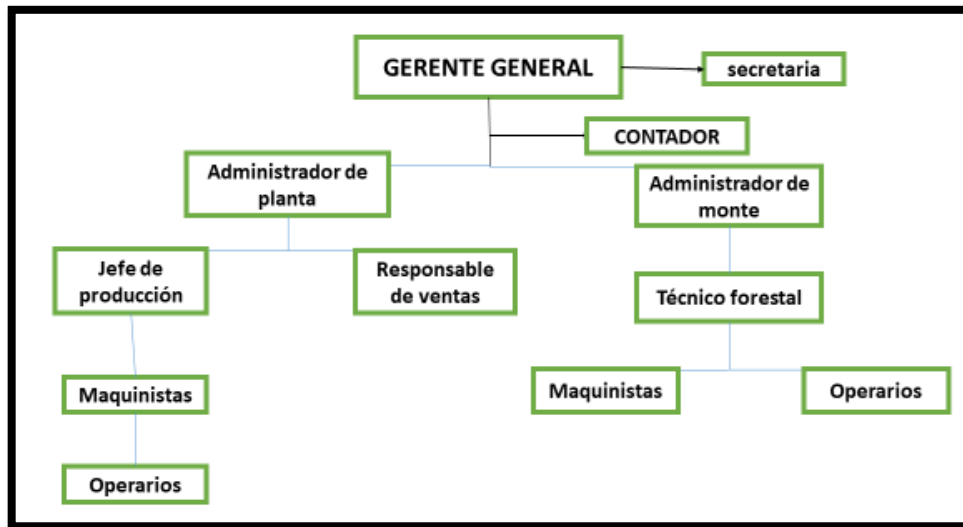 GERENTE GENERAL
secretaria
CONTADOR
Administrador de
planta
Administrador de
monte
Jefe de
producción
Responsable
de ventas
Técnico forestal
Maquinistas
Maquinistas
Operarios
Operarios